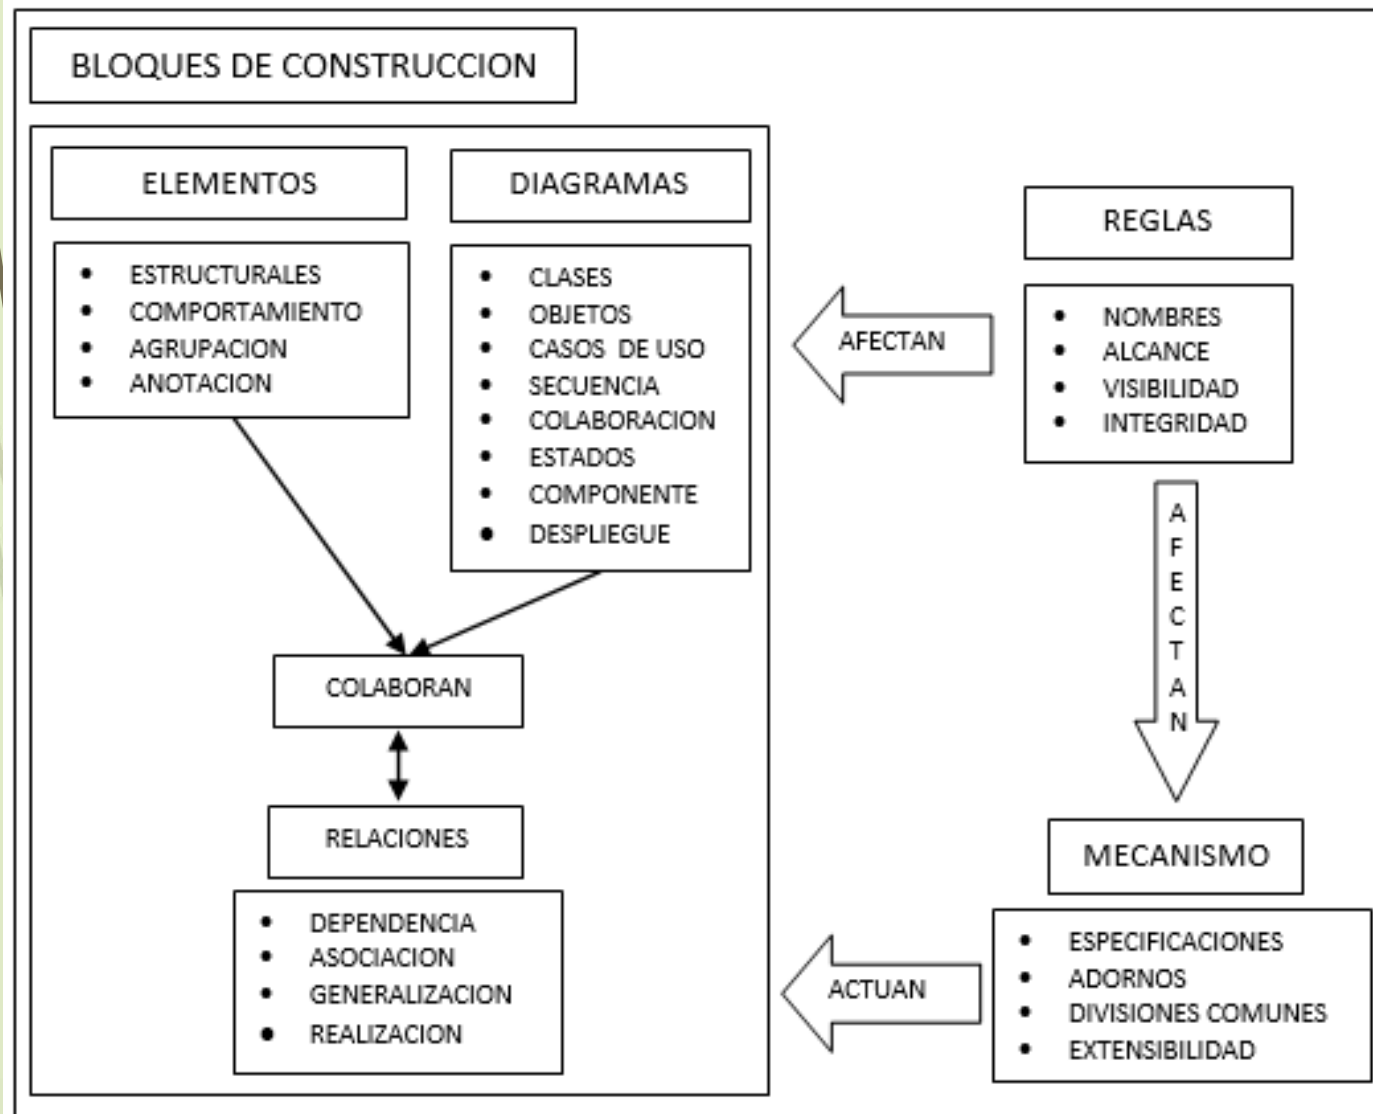 BLOQUES DE CONSTRUCCION
ELEMENTOS
• ESTRUCTURALES
• COMPORTAMIENTO
• AGRUPACION
• ANOTACION
DIAGRAMAS
• CLASES
• OBJETOS
• CASOS DE USO
• SECUENCIA
• COLABORACION
• ESTADOS
• COMPONENTE
• DESPLIEGUE
COLABORAN
RELACIONES
• DEPENDENCIA
• ASOCIACION
• GENERALIZACION
• REALIZACION
AFECTAN
REGLAS
• NOMBRES
• ALCANCE
• VISIBILIDAD
• INTEGRIDAD
AFECTAN
ACTUAN
MECANISMO
• ESPECIFICACIONES
• ADORNOS
• DIVISIONES COMUNES
• EXTENSIBILIDAD